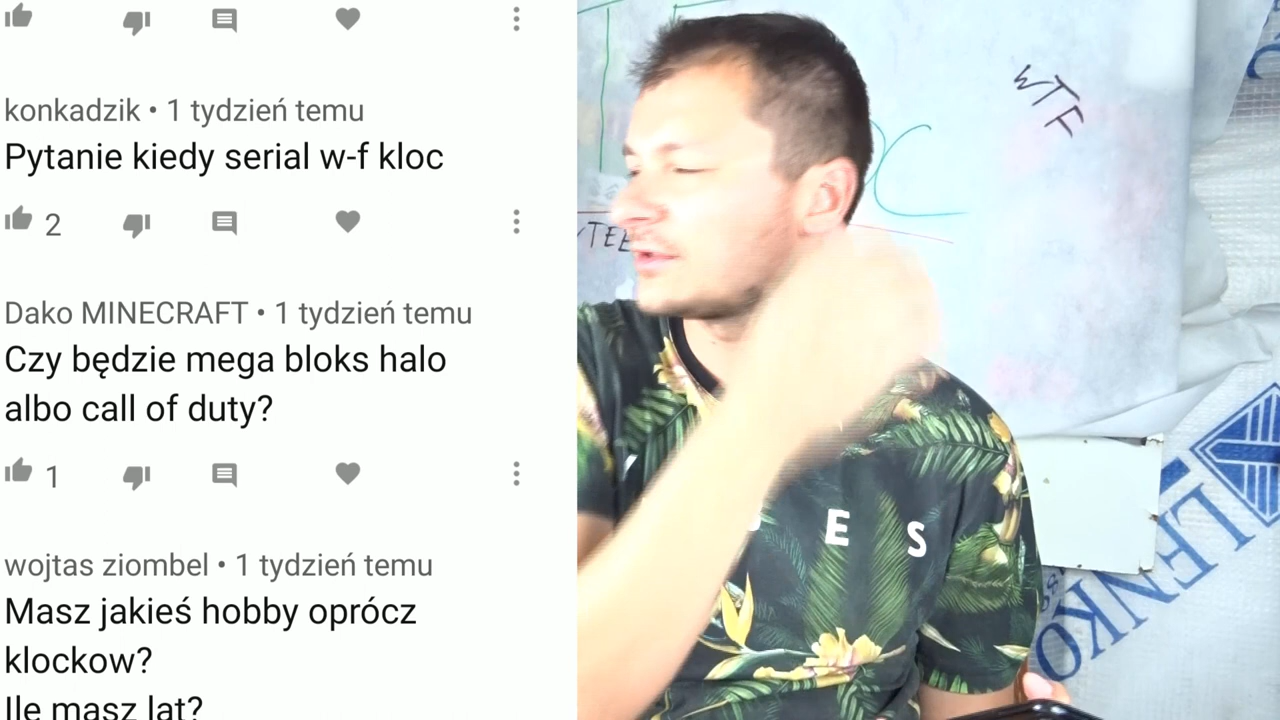 konkadzik • 1 tydzień temu
Pytanie kiedy serial w-f kloc
2
Dako MINECRAFT • 1 tydzień temu
Czy będzie mega bloks halo
albo call of duty?
1
wojtas ziombel • 1 tydzień temu
Masz jakieś hobby oprócz
klockow?
Ile masz lat?
WTF
E S
LENKO